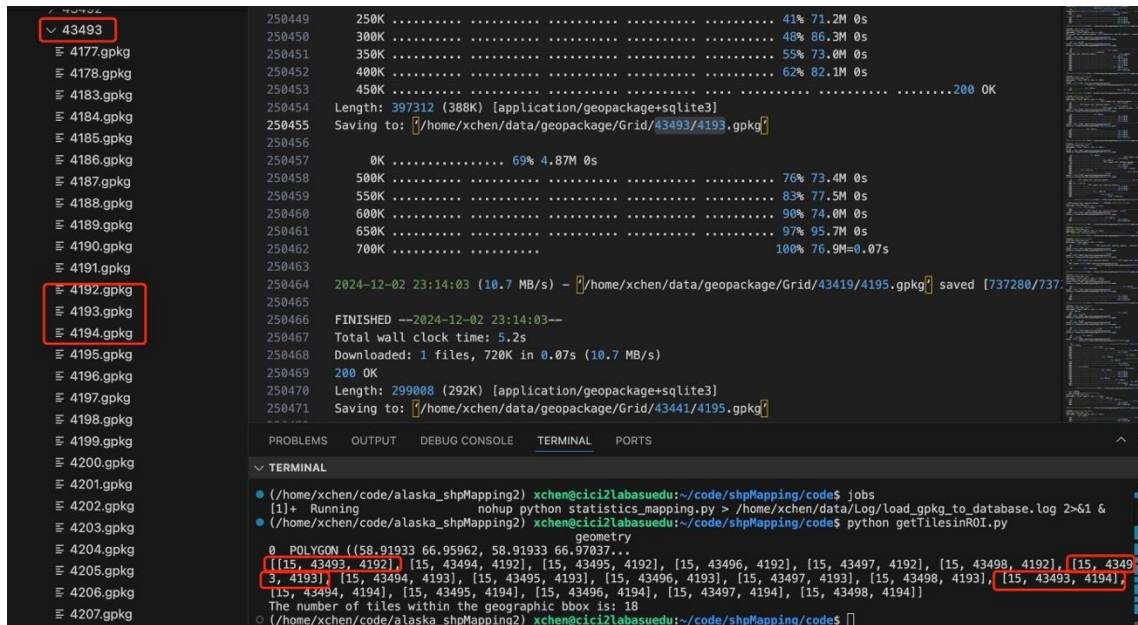 43493
4177.gpkg
4178.gpkg
4183.gpkg
4184.gpkg
4185.gpkg
4186.gpkg
4187.gpkg
4188.gpkg
4189.gpkg
4190.gpkg
4191.gpkg
4192.gpkg
4193.gpkg
4194.gpkg
4195.gpkg
4196.gpkg
4197.gpkg
4198.gpkg
4199.gpkg
4200.gpkg
4201.gpkg
4202.gpkg
4203.gpkg
4204.gpkg
4205.gpkg
4206.gpkg
4207.gpkg
250449 250K .......... .......... .......... .......... .......... 41% 71.2M 0s
250450 300K .......... .......... .......... .......... .......... 48% 86.3M 0s
250451 350K .......... .......... .......... .......... .......... 55% 73.0M 0s
250452 400K .......... .......... .......... .......... .......... 62% 82.1M 0s
250453 450K .......... .......... .......... .......... .......... ........200 OK
250454 Length: 397312 (388K) [application/geopackage+sqlite3]
250455 Saving to: ‘/home/xchen/data/geopackage/Grid/43493/4193.gpkg’
250456
250457 0K ................ 69% 4.87M 0s
250458 500K .......... .......... .......... .......... .......... 76% 73.4M 0s
250459 550K .......... .......... .......... .......... .......... 83% 77.5M 0s
250460 600K .......... .......... .......... .......... .......... 90% 74.0M 0s
250461 650K .......... .......... .......... .......... .......... 97% 95.7M 0s
250462 700K .......... .......... 100% 76.9M=0.07s
250463
250464 2024-12-02 23:14:03 (10.7 MB/s) - ‘/home/xchen/data/geopackage/Grid/43419/4195.gpkg’ saved [737280/737
250465
250466 FINISHED --2024-12-02 23:14:03--
250467 Total wall clock time: 5.2s
250468 Downloaded: 1 files, 720K in 0.07s (10.7 MB/s)
250469 200 OK
250470 Length: 299008 (292K) [application/geopackage+sqlite3]
250471 Saving to: ‘/home/xchen/data/geopackage/Grid/43441/4195.gpkg’
PROBLEMS OUTPUT DEBUG CONSOLE TERMINAL PORTS
TERMINAL
(/home/xchen/code/alaska_shpMapping2) xchen@cici2labasuedu:~/code/shpMapping/code$ jobs
[1]+ Running nohup python statistics_mapping.py > /home/xchen/data/Log/load_gpkg_to_database.log 2>&1 &
(/home/xchen/code/alaska_shpMapping2) xchen@cici2labasuedu:~/code/shpMapping/code$ python getTilesinROI.py
geometry
0 POLYGON ((58.91933 66.95962, 58.91933 66.97037...
[[15, 43493, 4192], [15, 43494, 4192], [15, 43495, 4192], [15, 43496, 4192], [15, 43497, 4192], [15, 43498, 4192], [15, 4349
3, 4193], [15, 43494, 4193], [15, 43495, 4193], [15, 43496, 4193], [15, 43497, 4193], [15, 43498, 4193], [15, 43493, 4194],
[15, 43494, 4194], [15, 43495, 4194], [15, 43496, 4194], [15, 43497, 4194], [15, 43498, 4194]]
The number of tiles within the geographic bbox is: 18
(/home/xchen/code/alaska_shpMapping2) xchen@cici2labasuedu:~/code/shpMapping/code$